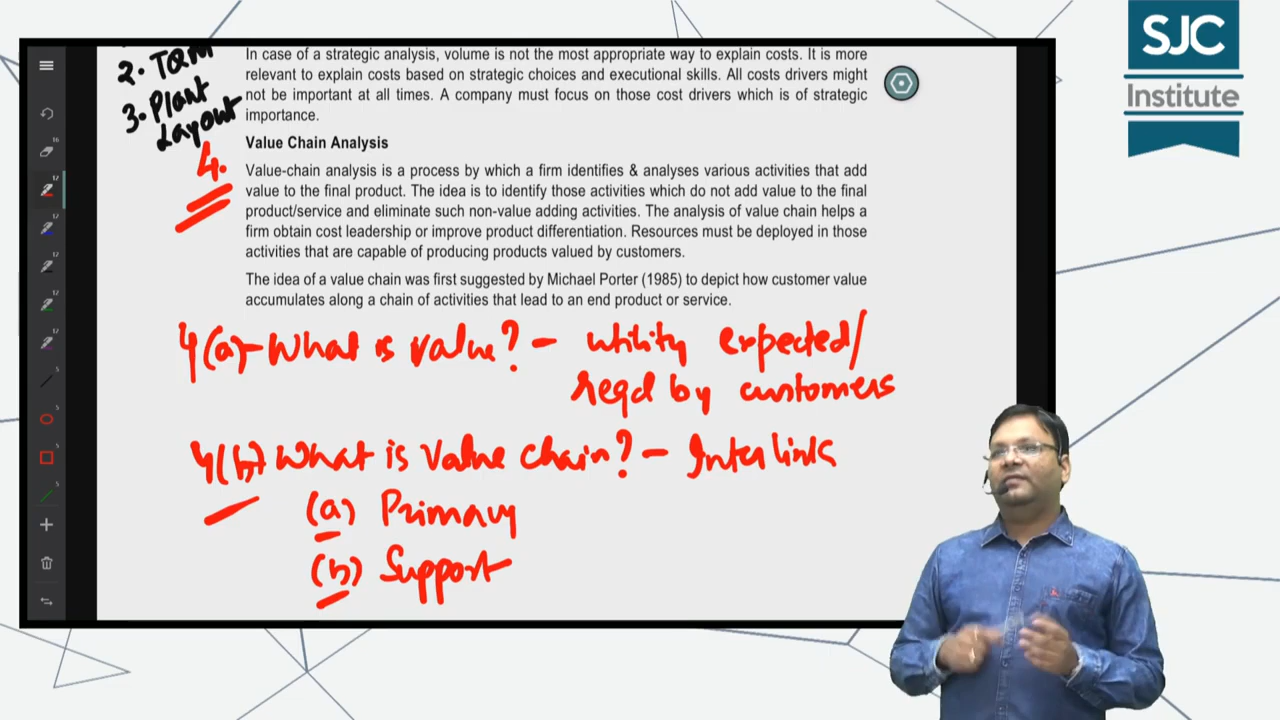 SJC
Institute
2. TQM
3. Plant
Layout
In case of a strategic analysis, volume is not the most appropriate way to explain costs. It is more
relevant to explain costs based on strategic choices and executional skills. All costs drivers might
not be important at all times. A company must focus on those cost drivers which is of strategic
importance.
4.
Value Chain Analysis
Value-chain analysis is a process by which a firm identifies & analyses various activities that add
value to the final product. The idea is to identify those activities which do not add value to the final
product/service and eliminate such non-value adding activities. The analysis of value chain helps a
firm obtain cost leadership or improve product differentiation. Resources must be deployed in those
activities that are capable of producing products valued by customers.
The idea of a value chain was first suggested by Michael Porter (1985) to depict how customer value
accumulates along a chain of activities that lead to an end product or service.
4(a) - What is value? - utility expected/
reqd by customers
4(b) What is value chain? - Interlink
(a) Primary
(b) Support